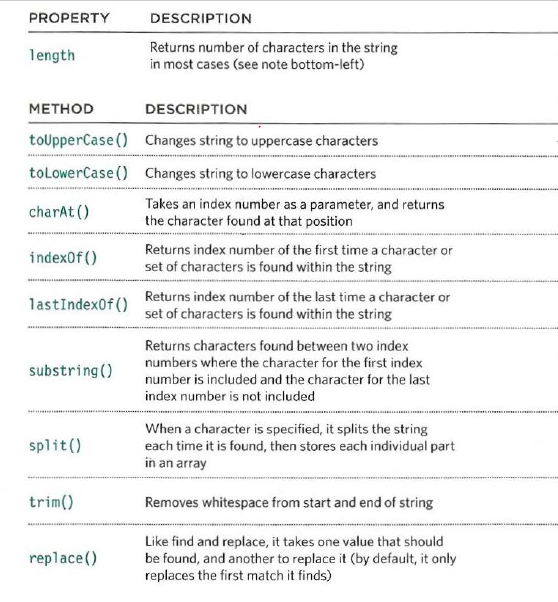 PROPERTY DESCRIPTION
length Returns number of characters in the string
in most cases (see note bottom-left)
METHOD DESCRIPTION
toUpperCase() Changes string to uppercase characters
toLowerCase() Changes string to lowercase characters
charAt() Takes an index number as a parameter, and returns
the character found at that position
indexOf() Returns index number of the first time a character or
set of characters is found within the string
lastIndexOf() Returns index number of the last time a character or
set of characters is found within the string
substring() Returns characters found between two index
numbers where the character for the first index
number is included and the character for the last
index number is not included
split() When a character is specified, it splits the string
each time it is found, then stores each individual part
in an array
trim() Removes whitespace from start and end of string
replace() Like find and replace, it takes one value that should
be found, and another to replace it (by default, it only
replaces the first match it finds)